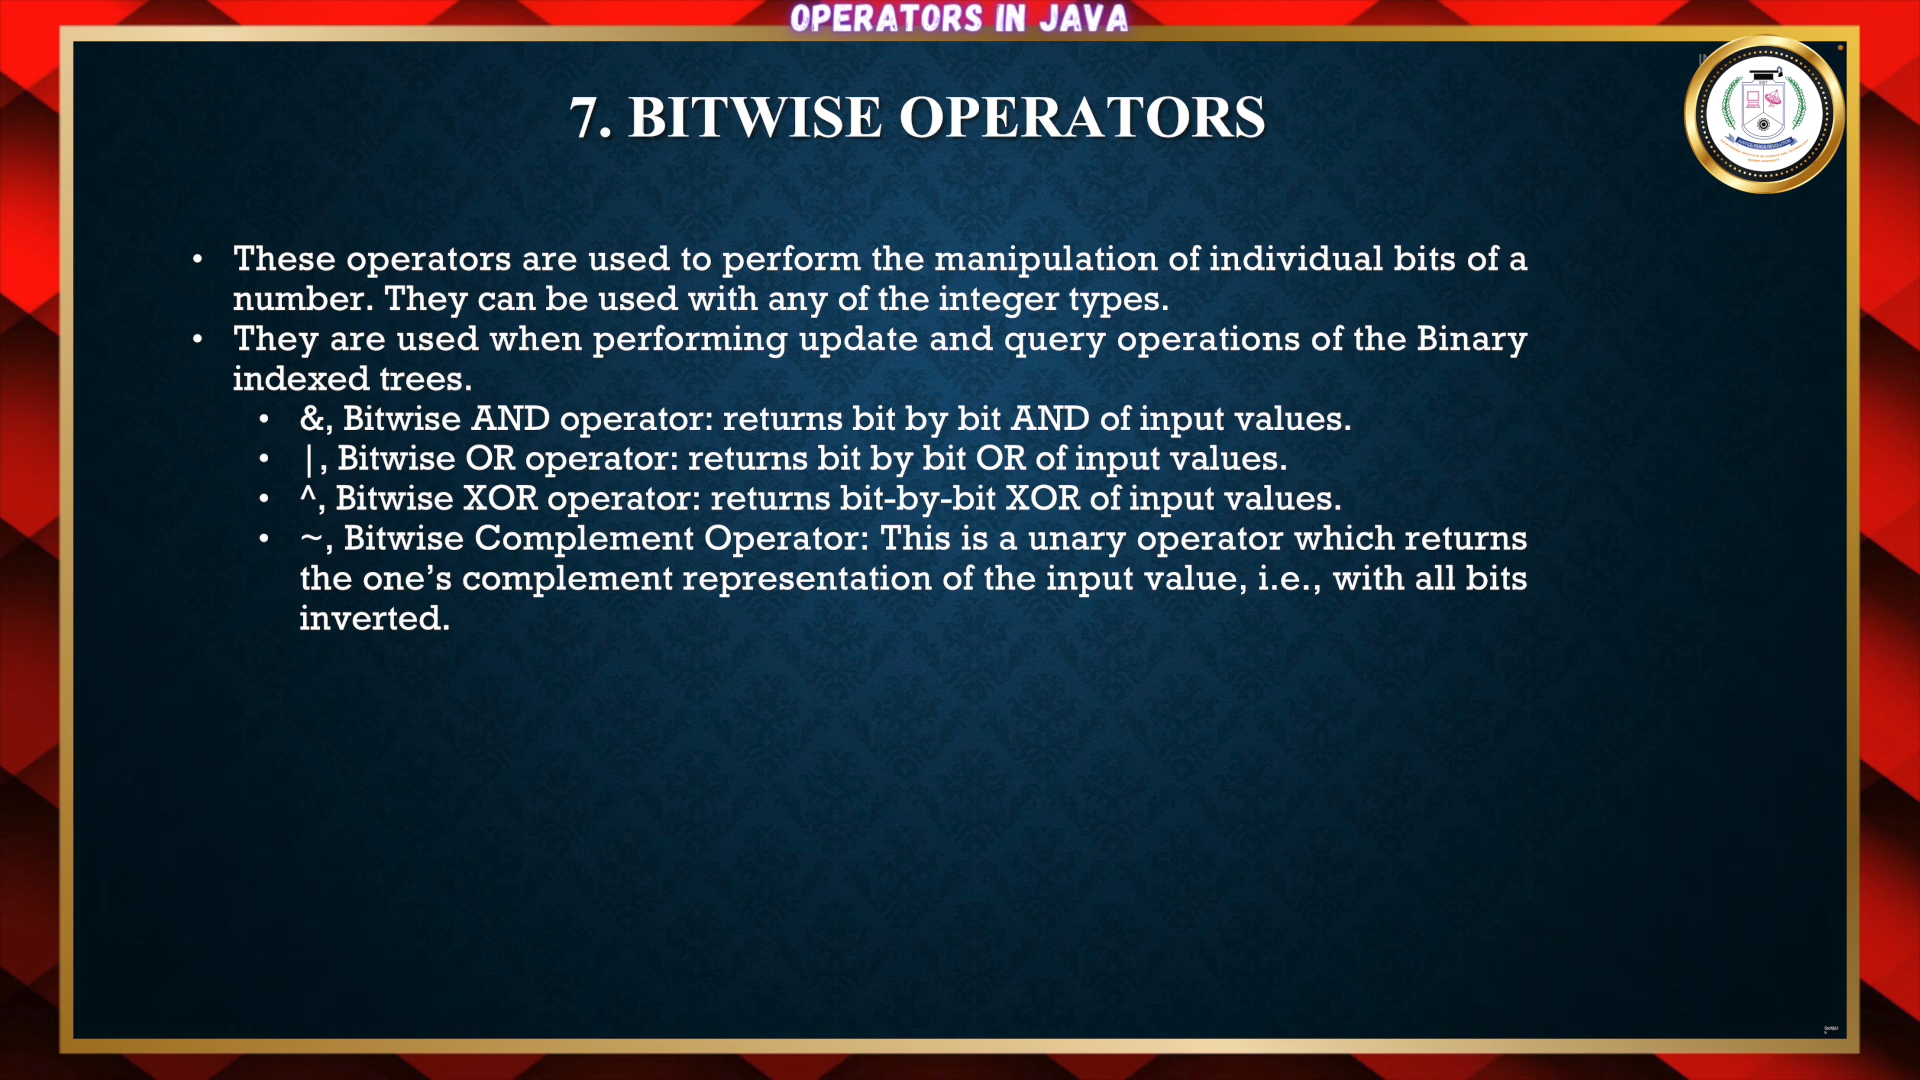 OPERATORS IN JAVA
7. BITWISE OPERATORS
• These operators are used to perform the manipulation of individual bits of a
number. They can be used with any of the integer types.
• They are used when performing update and query operations of the Binary
indexed trees.
• &, Bitwise AND operator: returns bit by bit AND of input values.
• |, Bitwise OR operator: returns bit by bit OR of input values.
• ^, Bitwise XOR operator: returns bit-by-bit XOR of input values.
• ~, Bitwise Complement Operator: This is a unary operator which returns
the one’s complement representation of the input value, i.e., with all bits
inverted.